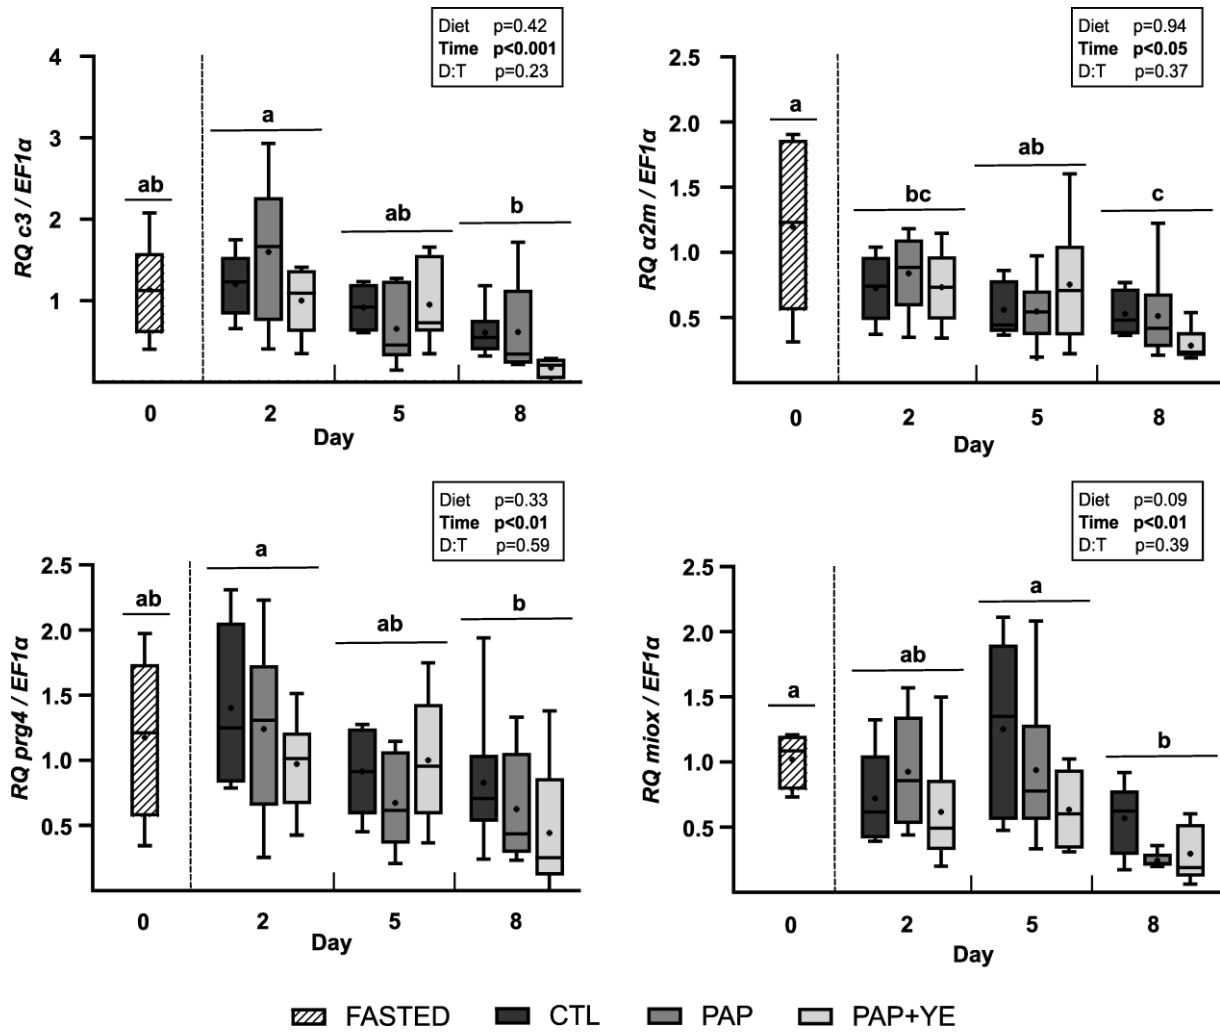 Diet p=0.42
Time p<0.001
D:T p=0.23
RQ c3 / EF1α
4
3
2
1
ab
a
ab
b
0 2 5 8
Day
Diet p=0.94
Time p<0.05
D:T p=0.37
RQ α2m / EF1α
2.5
2.0
1.5
1.0
0.5
a
bc
ab
c
0 2 5 8
Day
Diet p=0.33
Time p<0.01
D:T p=0.59
RQ prg4 / EF1α
2.5
2.0
1.5
1.0
0.5
ab
a
ab
b
0 2 5 8
Day
Diet p=0.09
Time p<0.01
D:T p=0.39
RQ miox / EF1α
2.5
2.0
1.5
1.0
0.5
a
ab
a
b
0 2 5 8
Day
FASTED CTL PAP PAP+YE